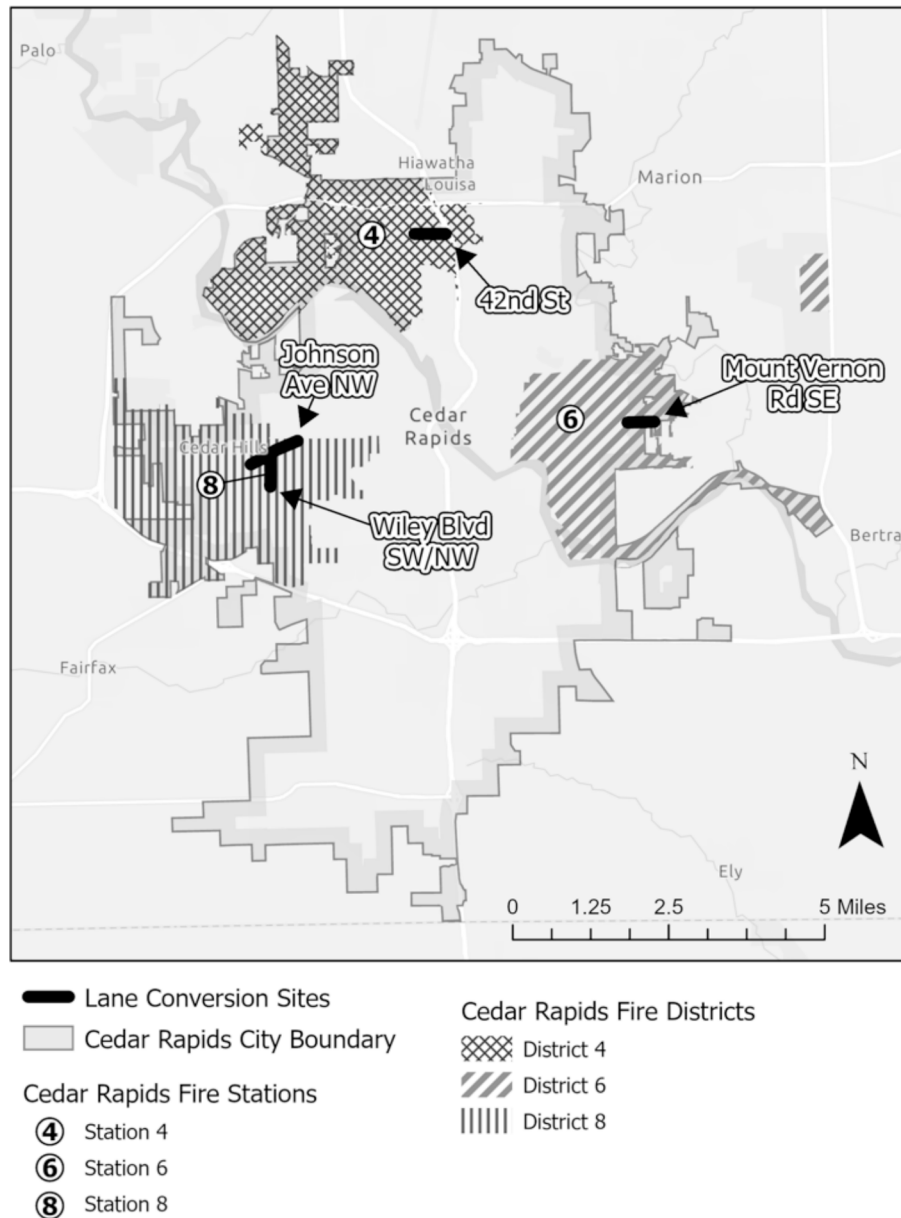 Palo
Hiawatha
Louisa
Marion
4
42nd St
Johnson
Ave NW
Mount Vernon
Rd SE
Cedar
Rapids
6
Cedar Hills
8
Wiley Blvd
SW/NW
Bertra
Fairfax
N
Ely
0 1.25 2.5 5 Miles
Lane Conversion Sites
Cedar Rapids City Boundary
Cedar Rapids Fire Stations
4 Station 4
6 Station 6
8 Station 8
Cedar Rapids Fire Districts
District 4
District 6
District 8